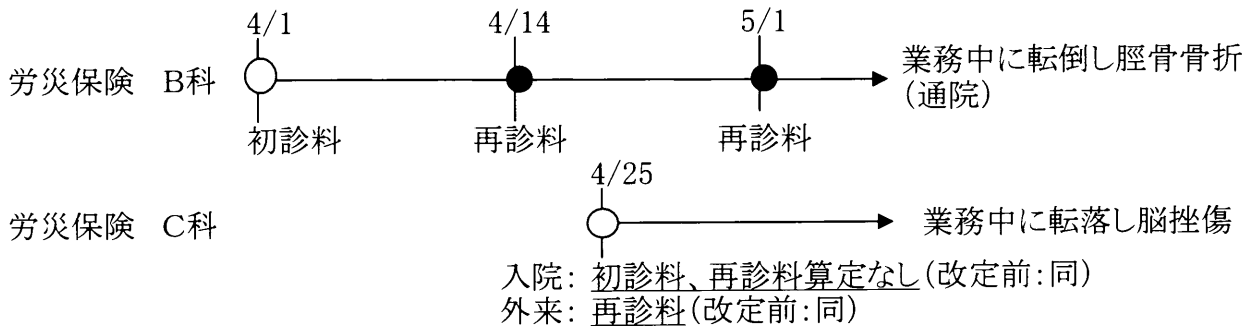 4/1 4/14 5/1
労災保険 B科
業務中に転倒し脛骨骨折
(通院)
初診料 再診料 再診料
4/25
労災保険 C科
業務中に転落し脳挫傷
入院: 初診料、再診料算定なし(改定前:同)
外来: 再診料(改定前:同)